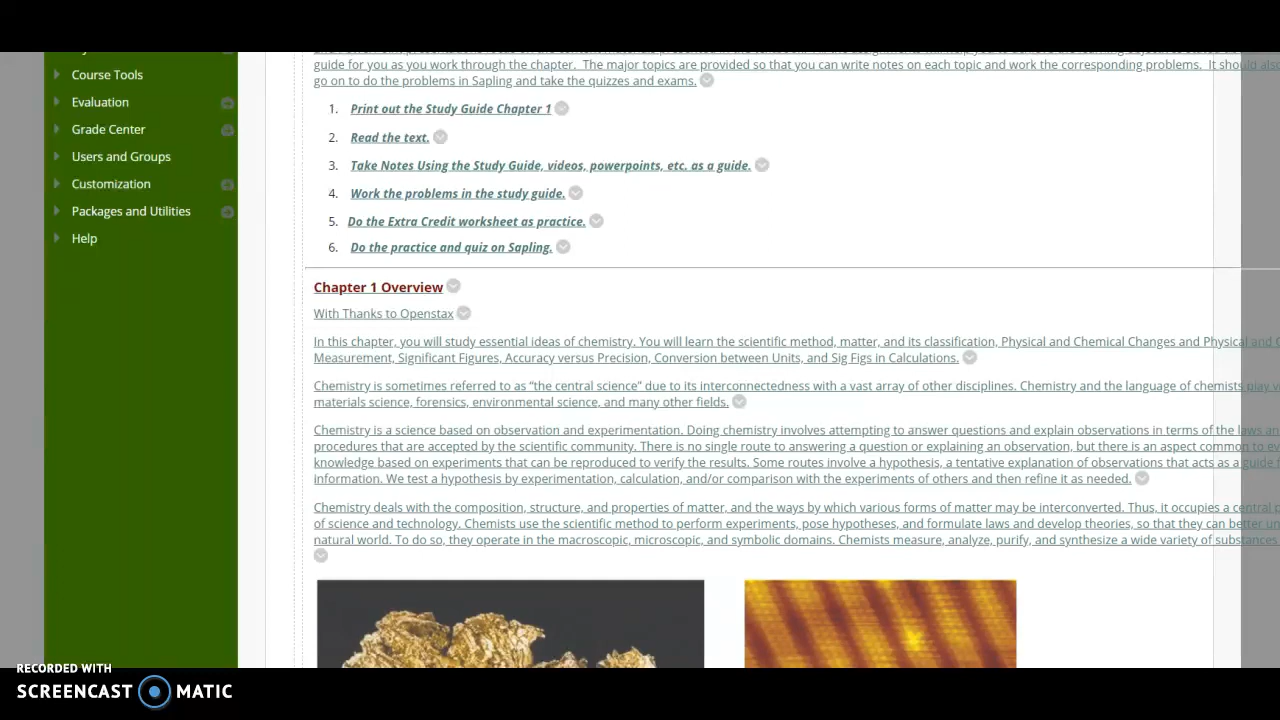 Course Tools
Evaluation
Grade Center
Users and Groups
Customization
Packages and Utilities
Help
guide for you as you work through the chapter. The major topics are provided so that you can write notes on each topic and work the corresponding problems. It should also
go on to do the problems in Sapling and take the quizzes and exams.
1. Print out the Study Guide Chapter 1
2. Read the text.
3. Take Notes Using the Study Guide, videos, powerpoints, etc. as a guide.
4. Work the problems in the study guide.
5. Do the Extra Credit worksheet as practice.
6. Do the practice and quiz on Sapling.
Chapter 1 Overview
With Thanks to Openstax
In this chapter, you will study essential ideas of chemistry. You will learn the scientific method, matter, and its classification, Physical and Chemical Changes and Physical and
Measurement, Significant Figures, Accuracy versus Precision, Conversion between Units, and Sig Figs in Calculations.
Chemistry is sometimes referred to as “the central science” due to its interconnectedness with a vast array of other disciplines. Chemistry and the language of chemists play
materials science, forensics, environmental science, and many other fields.
Chemistry is a science based on observation and experimentation. Doing chemistry involves attempting to answer questions and explain observations in terms of the laws
procedures that are accepted by the scientific community. There is no single route to answering a question or explaining an observation, but there is an aspect common to
knowledge based on experiments that can be reproduced to verify the results. Some routes involve a hypothesis, a tentative explanation of observations that acts as a guide
information. We test a hypothesis by experimentation, calculation, and/or comparison with the experiments of others and then refine it as needed.
Chemistry deals with the composition, structure, and properties of matter, and the ways by which various forms of matter may be interconverted. Thus, it occupies a central
of science and technology. Chemists use the scientific method to perform experiments, pose hypotheses, and formulate laws and develop theories, so that they can better
natural world. To do so, they operate in the macroscopic, microscopic, and symbolic domains. Chemists measure, analyze, purify, and synthesize a wide variety of substances
RECORDED WITH
SCREENCAST MATIC